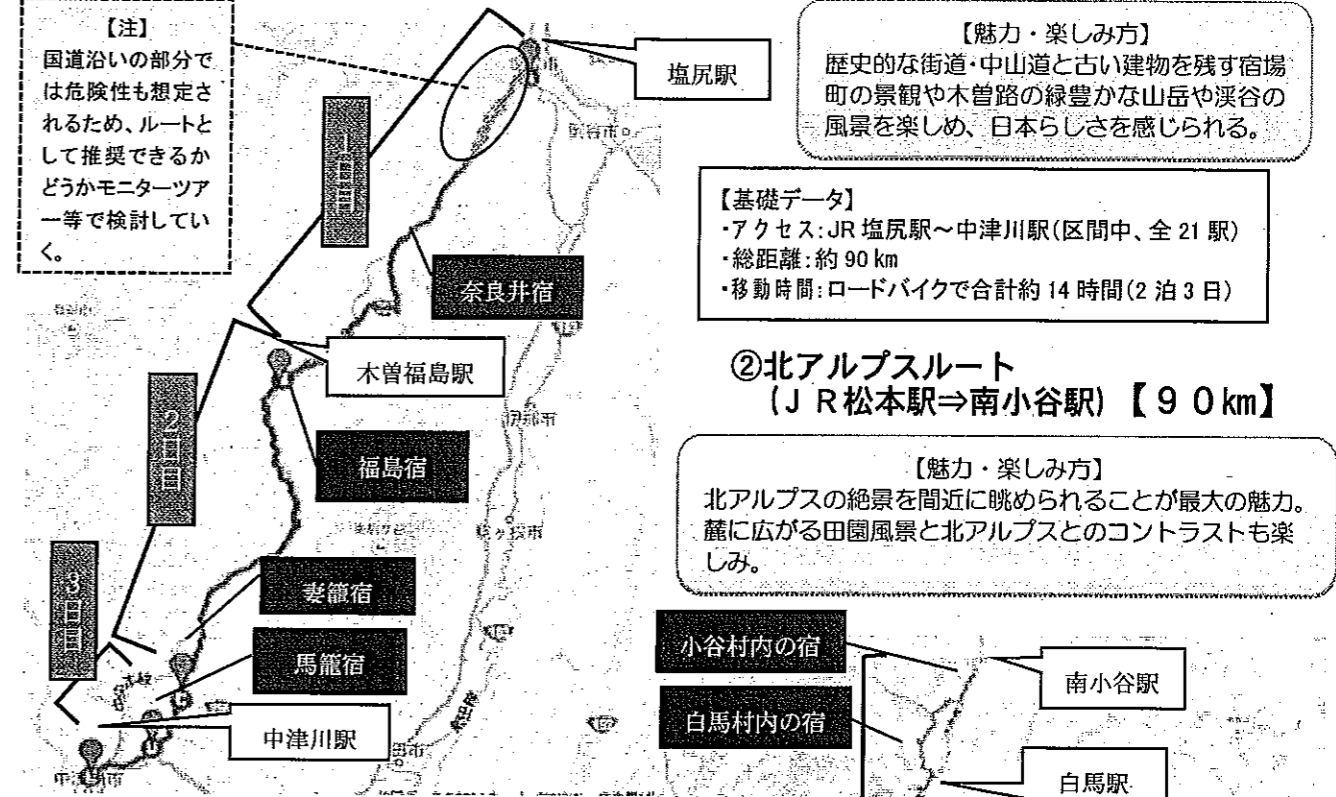 【注】
国道沿いの部分で
は危険性も想定さ
れるため、ルートと
して推奨できるか
どうかモニターツア
ー等で検討してい
く。
塩尻駅
1日目
奈良井宿
木曽福島駅
2日目
福島宿
伊那市
妻籠宿
3日目
馬籠宿
中津川駅
【魅力・楽しみ方】
歴史的な街道・中山道と古い建物を残す宿場
町の景観や木曽路の緑豊かな山岳や渓谷の
風景を楽しめ、日本らしさを感じられる。
【基礎データ】
・アクセス:JR 塩尻駅~中津川駅(区間中、全 21 駅)
・総距離:約 90 km
・移動時間:ロードバイクで合計約 14 時間(2 泊 3 日)
②北アルプスルート
(JR松本駅⇒南小谷駅)【90km】
【魅力・楽しみ方】
北アルプスの絶景を間近に眺められることが最大の魅力。
麓に広がる田園風景と北アルプスとのコントラストも楽
しみ。
小谷村内の宿
南小谷駅
白馬村内の宿
白馬駅